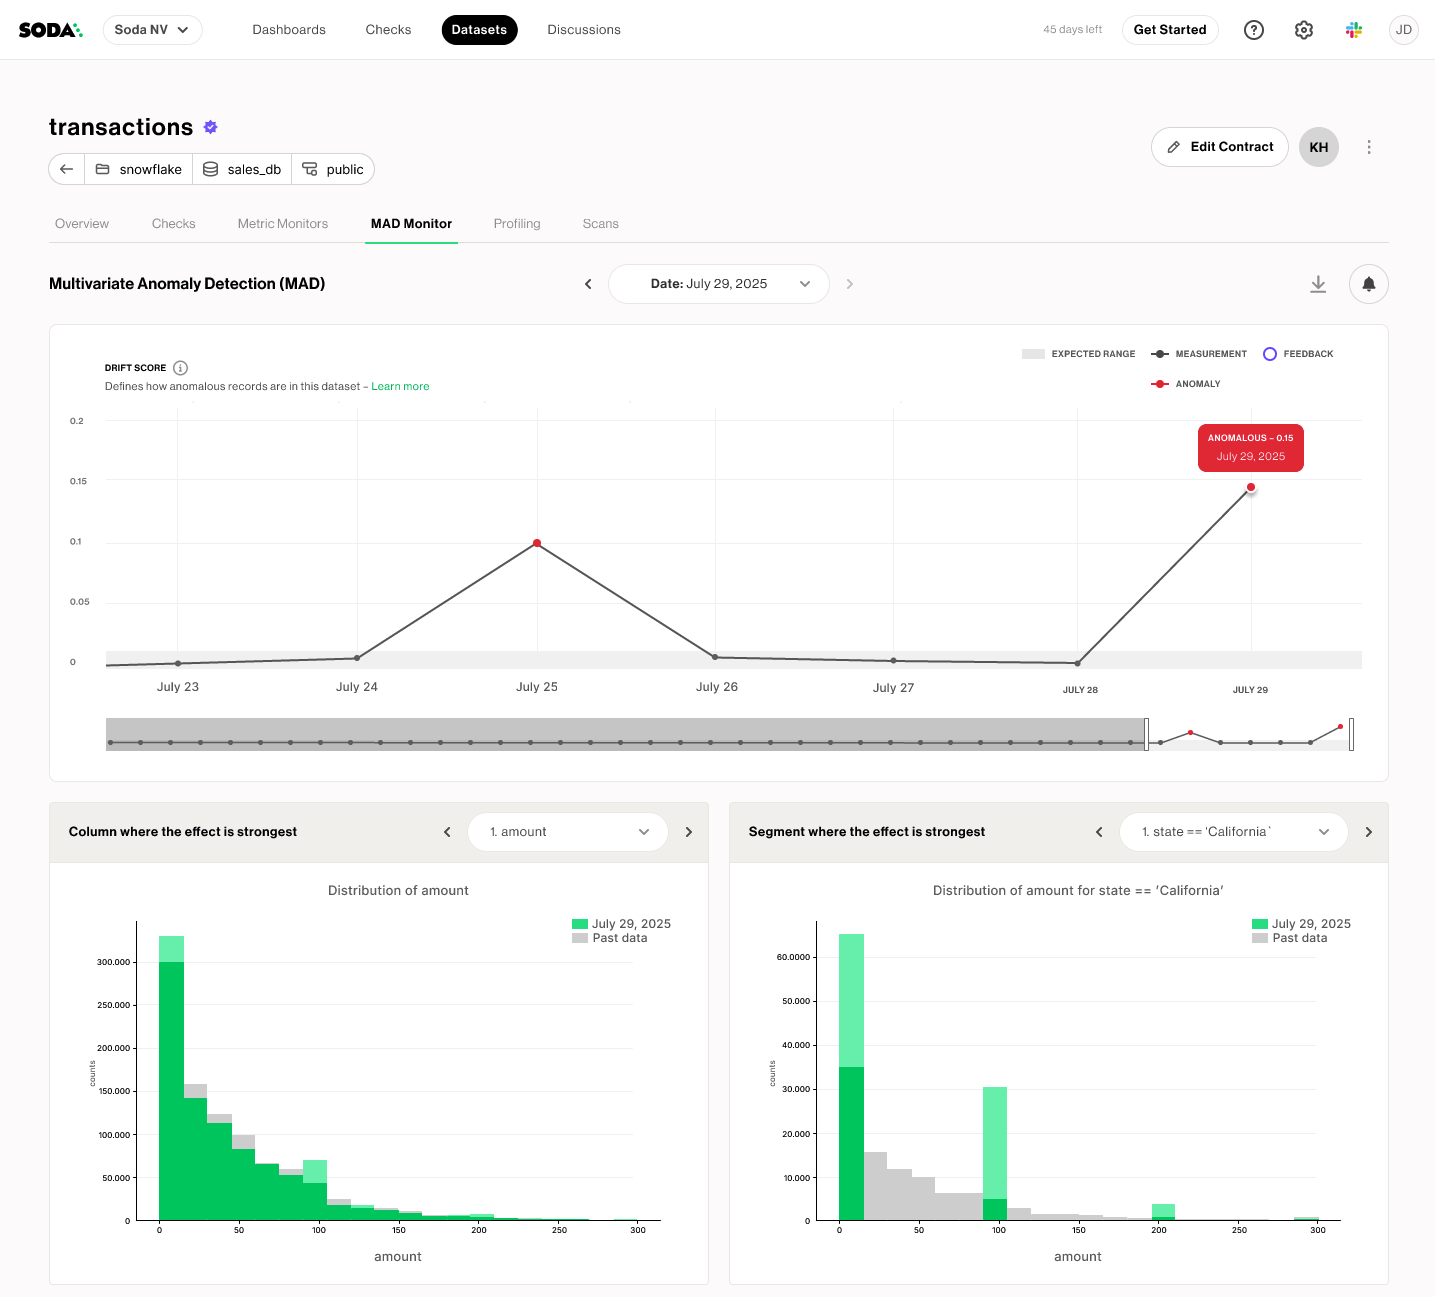 SODA
Soda NV
Dashboards
Checks
Datasets
Discussions
45 days left
Get Started
JD
transactions
snowflake
sales_db
public
Edit Contract
KH
Overview
Checks
Metric Monitors
MAD Monitor
Profiling
Scans
Multivariate Anomaly Detection (MAD)
Date: July 29, 2025
DRIFT SCORE
Defines how anomalous records are in this dataset – Learn more
EXPECTED RANGE
MEASUREMENT
FEEDBACK
ANOMALY
0.2
0.15
0.1
0.05
0
ANOMALOUS – 0.15
July 29, 2025
July 23
July 24
July 25
July 26
July 27
JULY 28
JULY 29
Column where the effect is strongest
1. amount
Distribution of amount
July 29, 2025
Past data
300.000
250.000
200.000
150.000
100.000
50.000
0
counts
0
50
100
150
200
250
300
amount
Segment where the effect is strongest
1. state == ‘California`
Distribution of amount for state == ’California’
July 29, 2025
Past data
60.0000
50.000
40.000
30.000
20.000
10.000
0
counts
0
50
100
150
200
250
300
amount